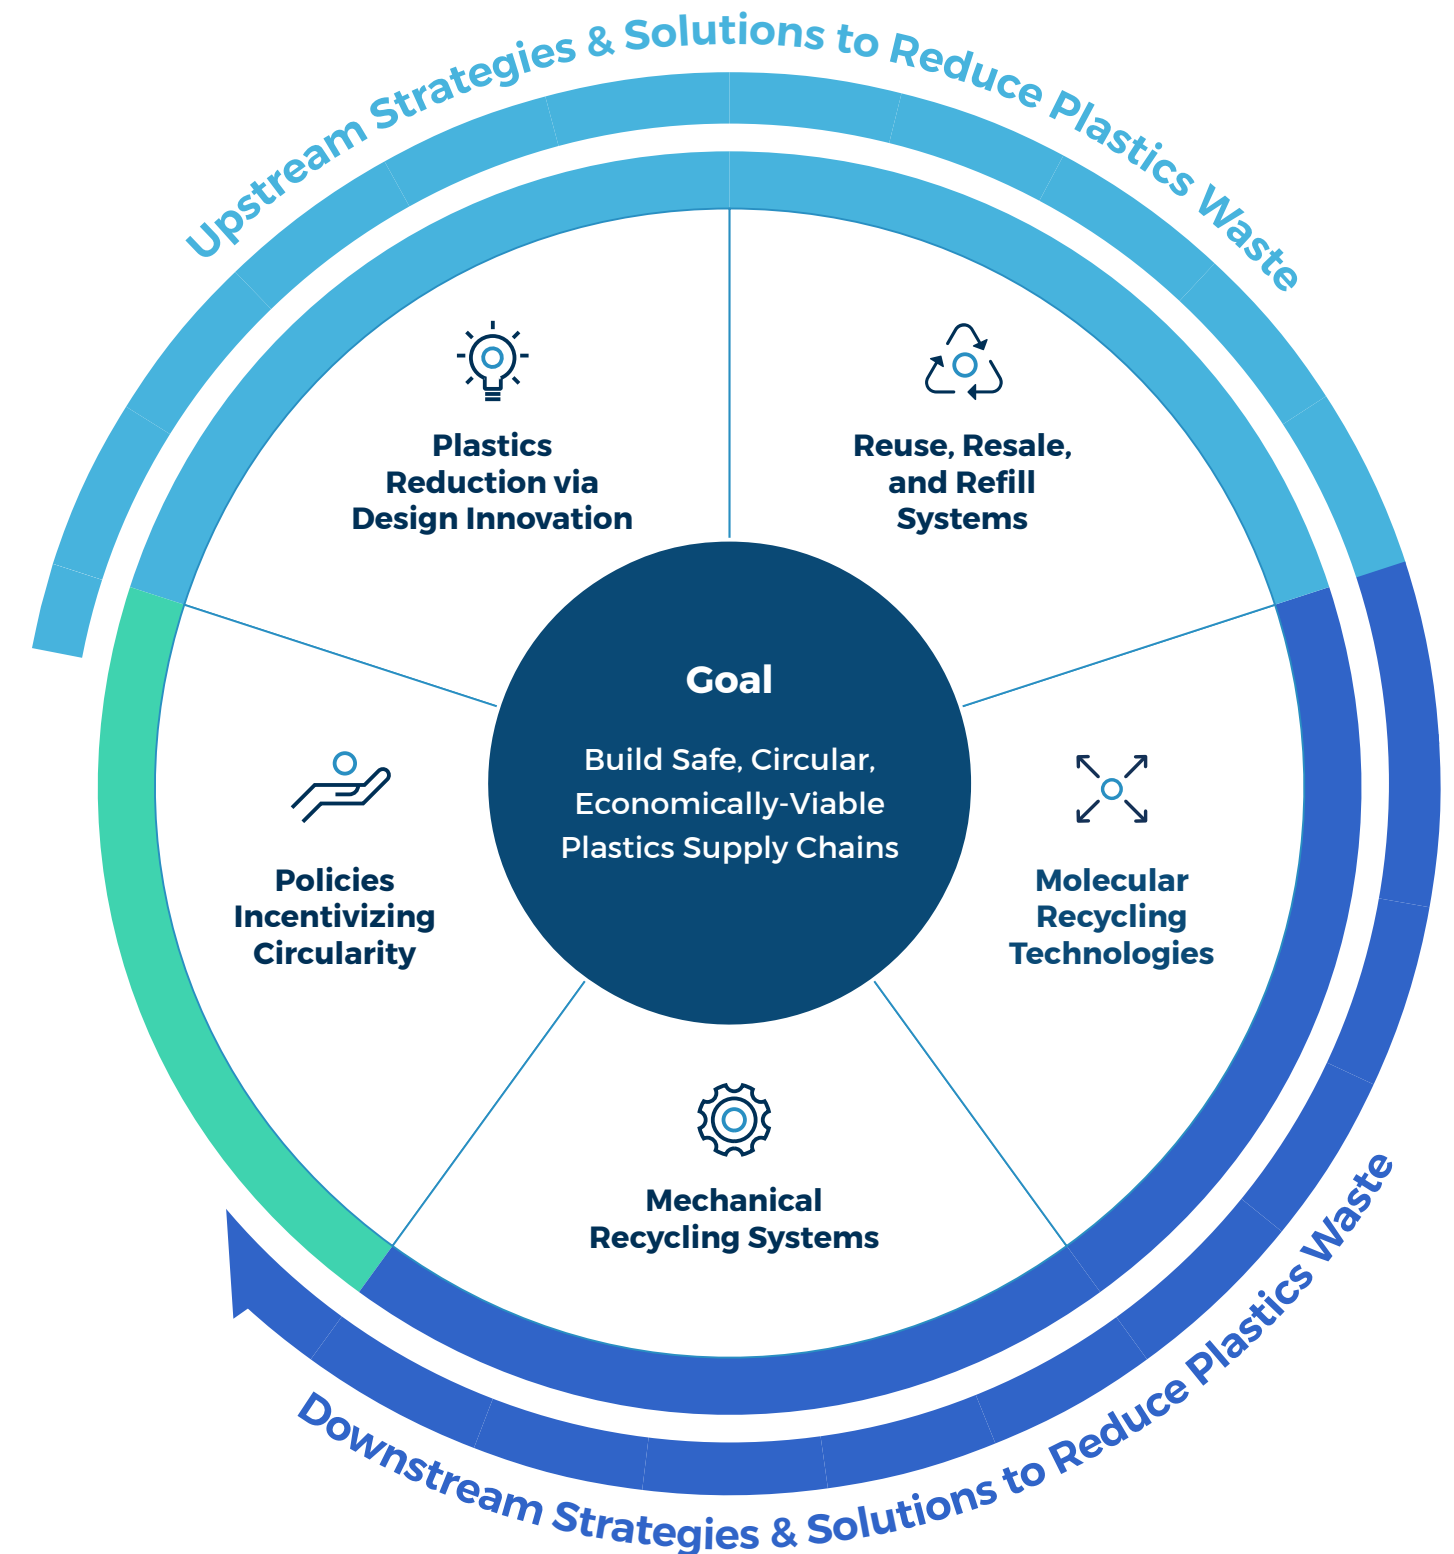 Upstream Strategies & Solutions to Reduce Plastics Waste
Plastics
Reduction via
Design Innovation
Reuse, Resale,
and Refill
Systems
Goal
Build Safe, Circular,
Economically-Viable
Plastics Supply Chains
Policies
Incentivizing
Circularity
Molecular
Recycling
Technologies
Mechanical
Recycling Systems
Downstream Strategies & Solutions to Reduce Plastics Waste